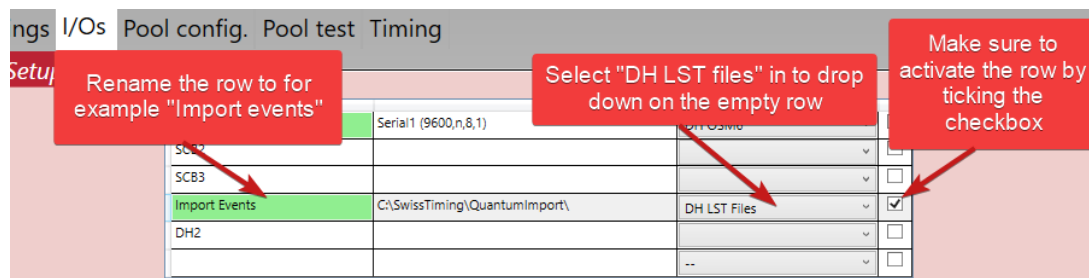 ngs I/Os Pool config. Pool test Timing
Setup
Rename the row to for
example "Import events"
Select "DH LST files" in to drop
down on the empty row
Make sure to
activate the row by
ticking the
checkbox
Serial1 (9600,n,8,1) DH OSM6
SCB2
SCB3
Import Events C:\SwissTiming\QuantumImport\ DH LST Files
DH2
--